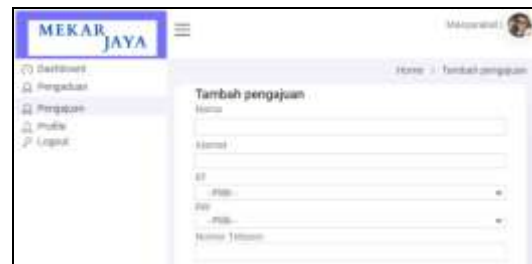 MEKAR
JAYA
Masyarakat
Dashboard
Home / Tambah pengajuan
Pengaduan
Pengajuan
Profile
Logout
Tambah pengajuan
Nama
Alamat
RT
-Pilih-
RW
-Pilih-
Nomor Telepon